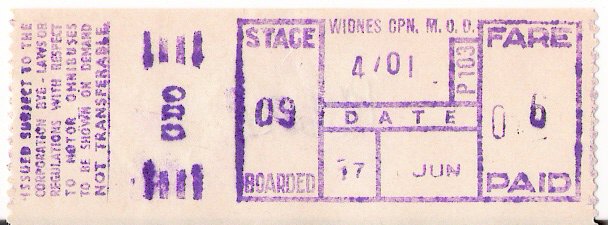 ISSUED SUBJECT TO THE
CORPORATION BYE-LAWS OR
REGULATIONS WITH RESPECT
TO MOTOR OMNIBUSES
TO BE SHOWN ON DEMAND
NOT TRANSFERABLE.
STAGE
09
BOARDED
WIDNES CPN. M.O.D.
4/01
P103
DATE
17 JUN
FARE
0 6
PAID